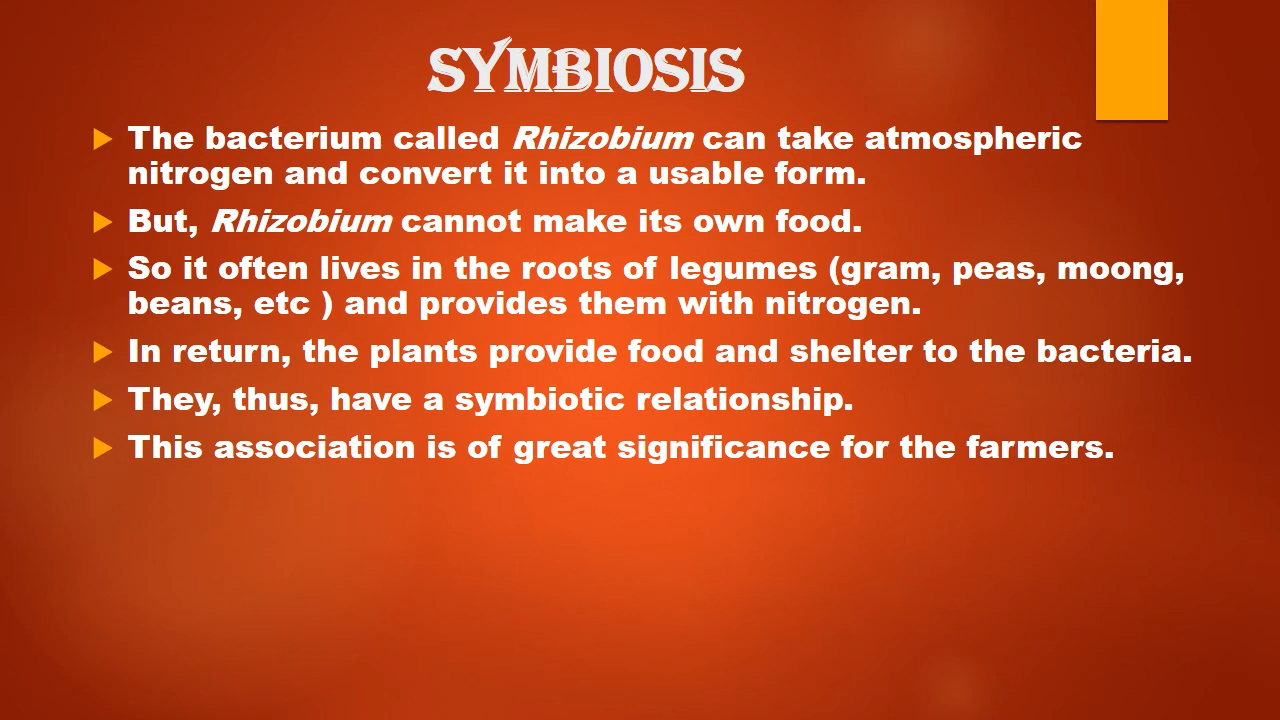 SYMBIOSIS
The bacterium called Rhizobium can take atmospheric
nitrogen and convert it into a usable form.
But, Rhizobium cannot make its own food.
So it often lives in the roots of legumes (gram, peas, moong,
beans, etc ) and provides them with nitrogen.
In return, the plants provide food and shelter to the bacteria.
They, thus, have a symbiotic relationship.
This association is of great significance for the farmers.